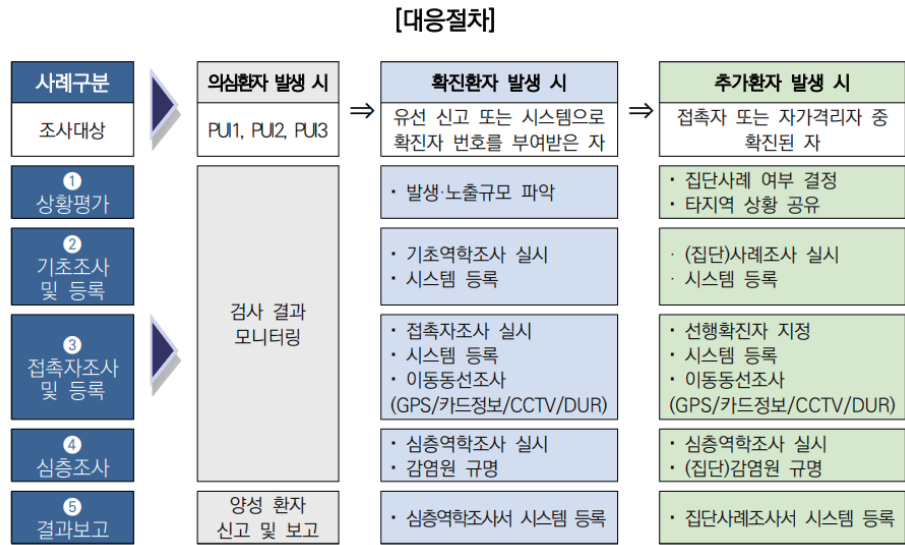 [대응절차]
사례구분
조사대상
의심환자 발생 시
PUI1, PUI2, PUI3
⇒
확진환자 발생 시
유선 신고 또는 시스템으로
확진자 번호를 부여받은 자
⇒
추가환자 발생 시
접촉자 또는 자가격리자 중
확진된 자
❶
상황평가
· 발생·노출규모 파악
· 집단사례 여부 결정
· 타지역 상황 공유
❷
기초조사
및 등록
· 기초역학조사 실시
· 시스템 등록
· (집단)사례조사 실시
· 시스템 등록
검사 결과
모니터링
❸
접촉자조사
및 등록
· 접촉자조사 실시
· 시스템 등록
· 이동동선조사
(GPS/카드정보/CCTV/DUR)
· 선행확진자 지정
· 시스템 등록
· 이동동선조사
(GPS/카드정보/CCTV/DUR)
❹
심층조사
· 심층역학조사 실시
· 감염원 규명
· 심층역학조사 실시
· (집단)감염원 규명
❺
결과보고
양성 환자
신고 및 보고
· 심층역학조사서 시스템 등록
· 집단사례조사서 시스템 등록